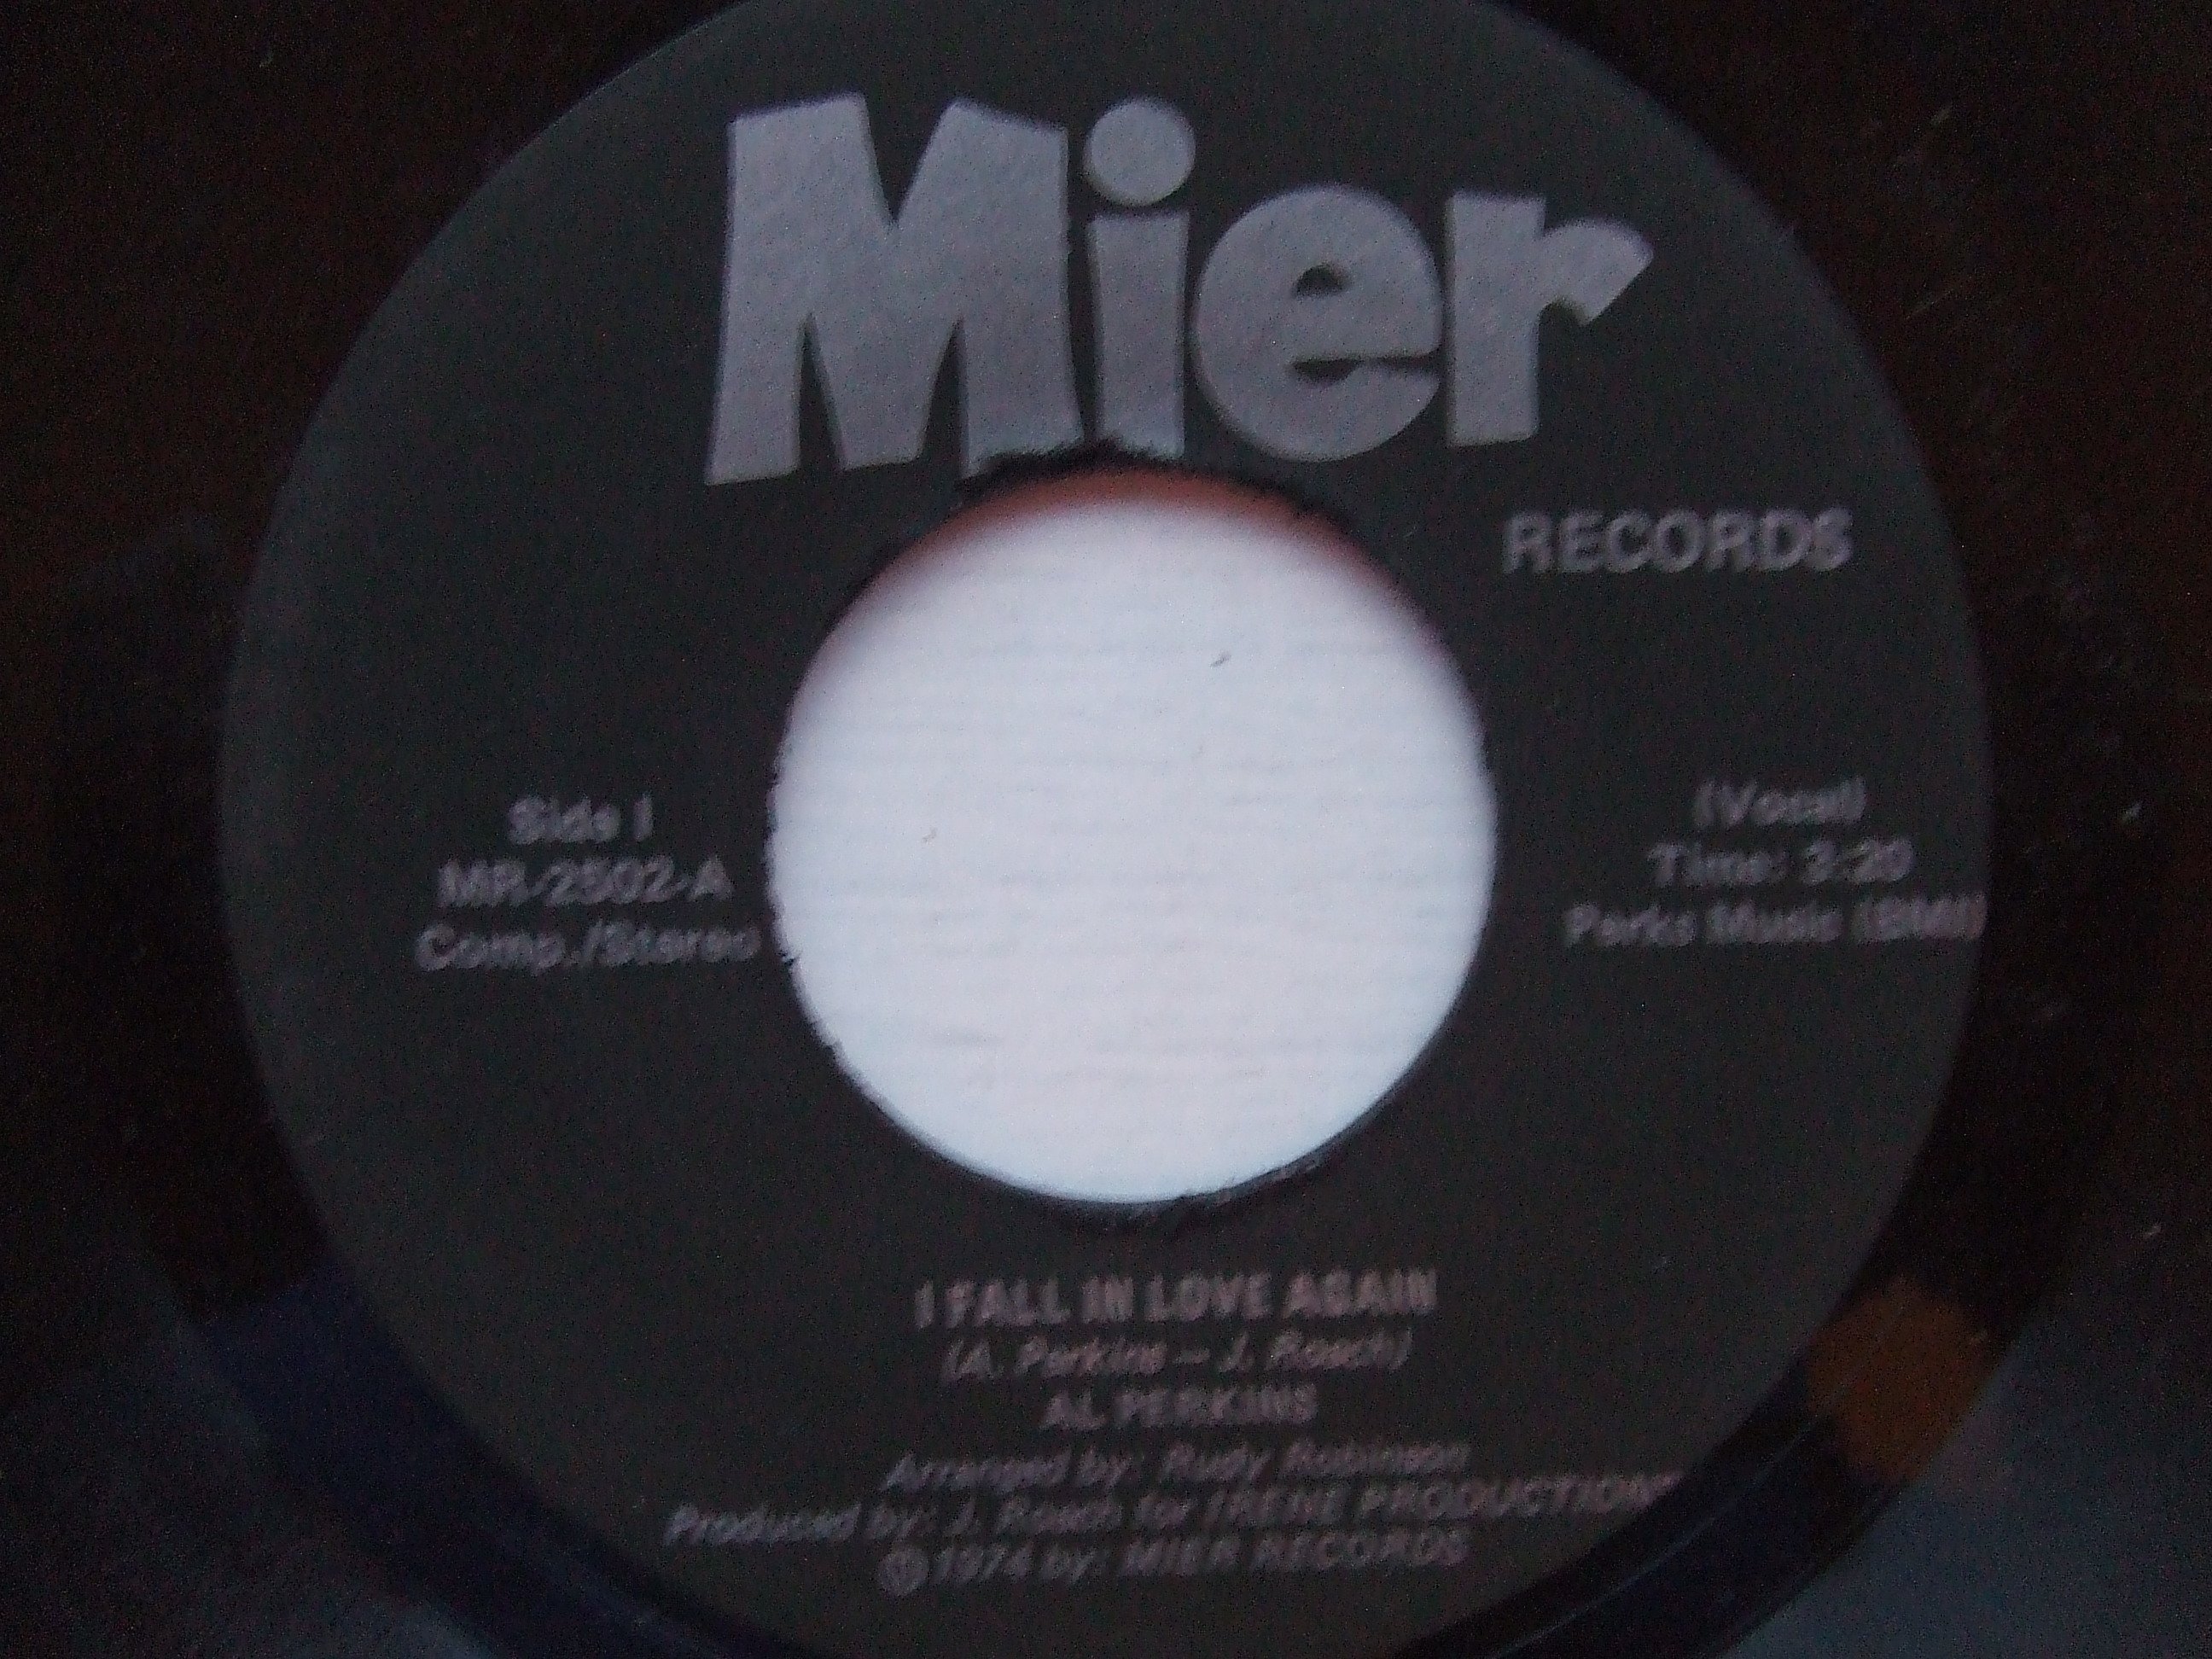 Mier
RECORDS
Side I
MR-2502-A
Comp./Stereo
(Vocal)
Time: 3:20
Perks Music (BMI)
I FALL IN LOVE AGAIN
(A. Perkins – J. Roach)
AL PERKINS
Arranged by: Rudy Robinson
Produced by: J. Roach for IRENE PRODUCTIONS
Ⓟ 1974 by: MIER RECORDS